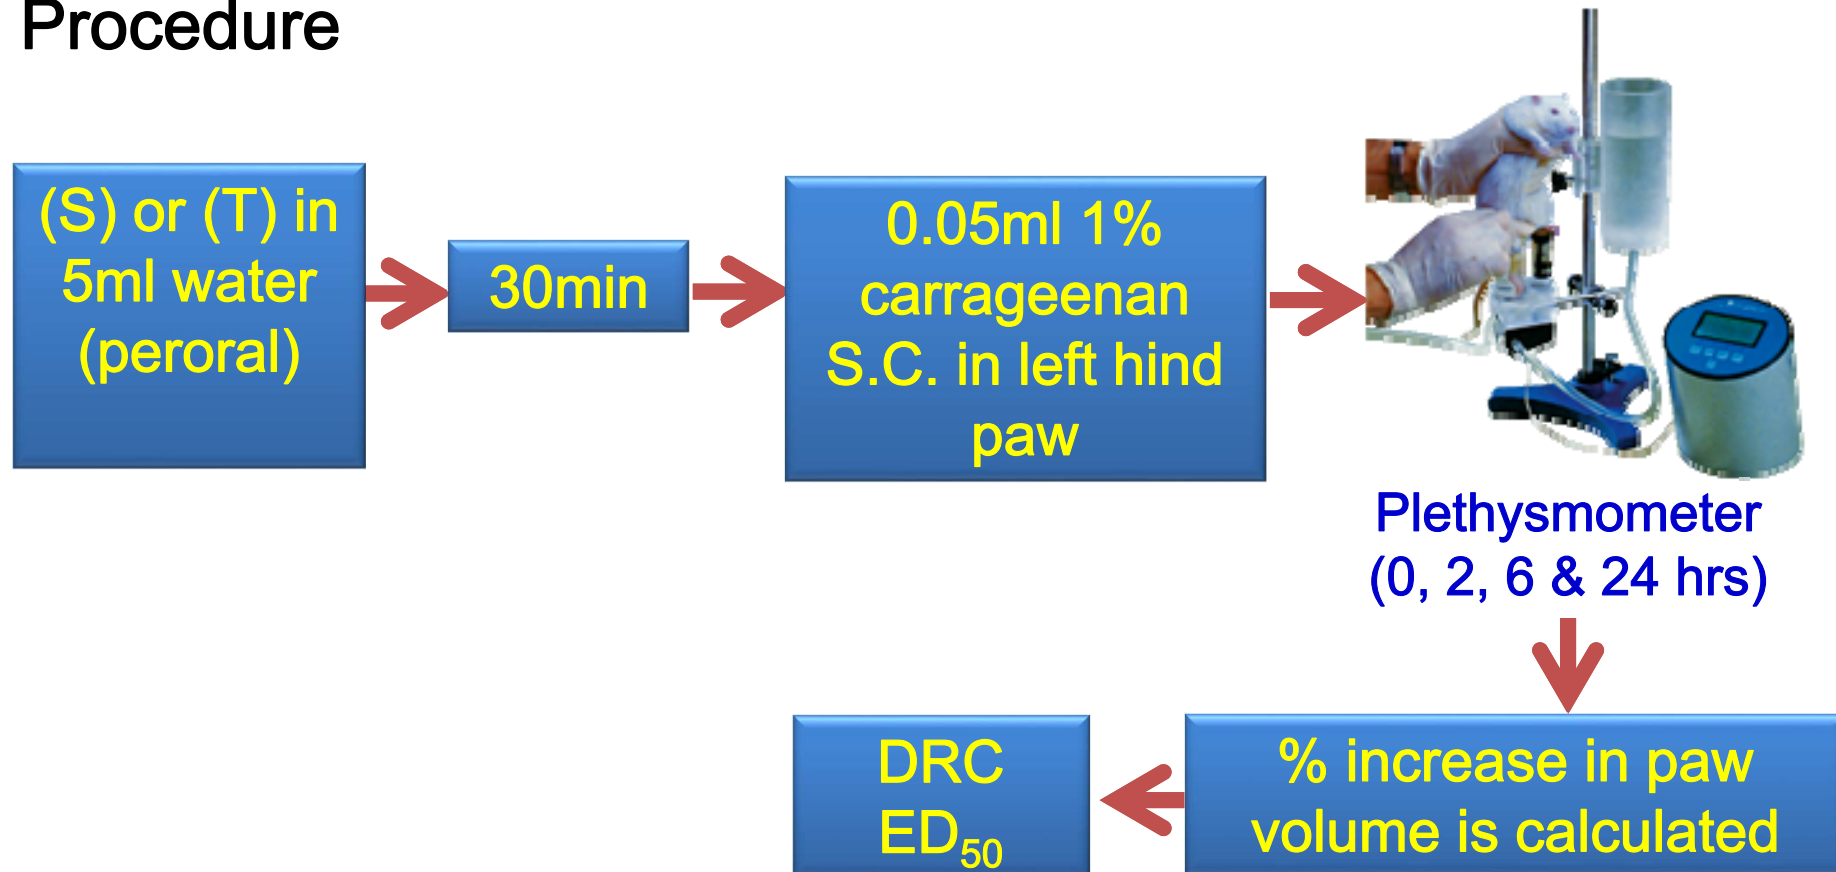 Procedure
(S) or (T) in
5ml water
(peroral)
30min
0.05ml 1%
carrageenan
S.C. in left hind
paw
Plethysmometer
(0, 2, 6 & 24 hrs)
% increase in paw
volume is calculated
DRC
ED₅₀